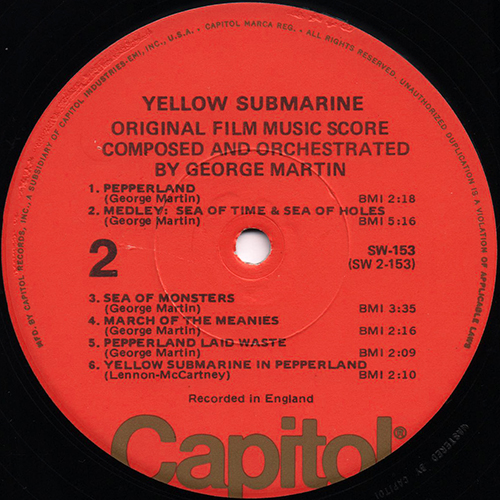 MFD. BY CAPITOL RECORDS, INC., A SUBSIDIARY OF CAPITOL INDUSTRIES-EMI, INC., U.S.A. • CAPITOL MARCA REG. • ALL RIGHTS RESERVED. UNAUTHORIZED DUPLICATION IS A VIOLATION OF APPLICABLE LAWS
YELLOW SUBMARINE
ORIGINAL FILM MUSIC SCORE
COMPOSED AND ORCHESTRATED
BY GEORGE MARTIN
1. PEPPERLAND
(George Martin) BMI 2:18
2. MEDLEY: SEA OF TIME & SEA OF HOLES
(George Martin) BMI 5:16
2
SW-153
(SW 2-153)
3. SEA OF MONSTERS
(George Martin) BMI 3:35
4. MARCH OF THE MEANIES
(George Martin) BMI 2:16
5. PEPPERLAND LAID WASTE
(George Martin) BMI 2:09
6. YELLOW SUBMARINE IN PEPPERLAND
(Lennon-McCartney) BMI 2:10
Recorded in England
Capitol®
MASTERED BY CAPITOL